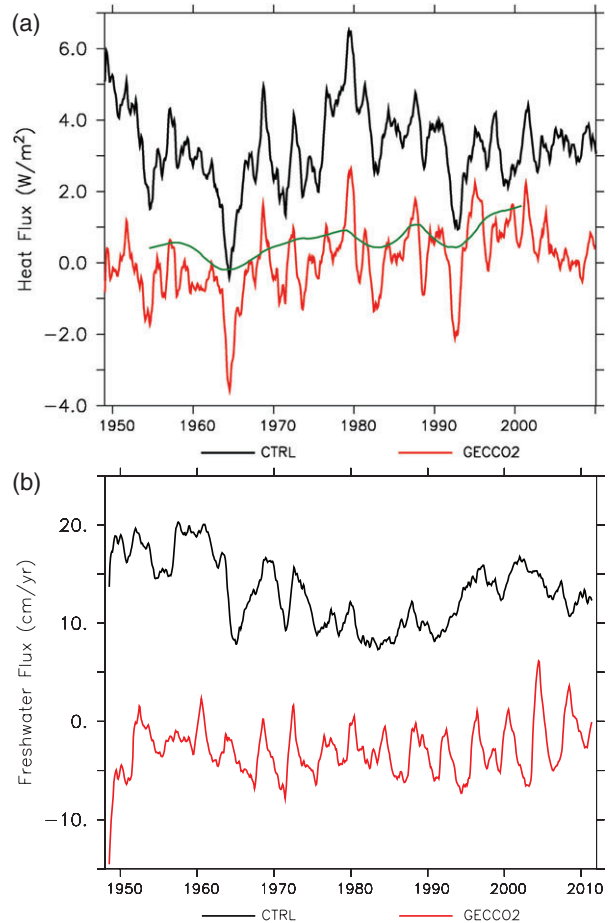 (a)
6.0
4.0
2.0
0.0
−2.0
−4.0
Heat Flux (W/m²)
1950 1960 1970 1980 1990 2000
CTRL GECCO2
(b)
20.
10.
0.
−10.
Freshwater Flux (cm/yr)
1950 1960 1970 1980 1990 2000 2010
CTRL GECCO2